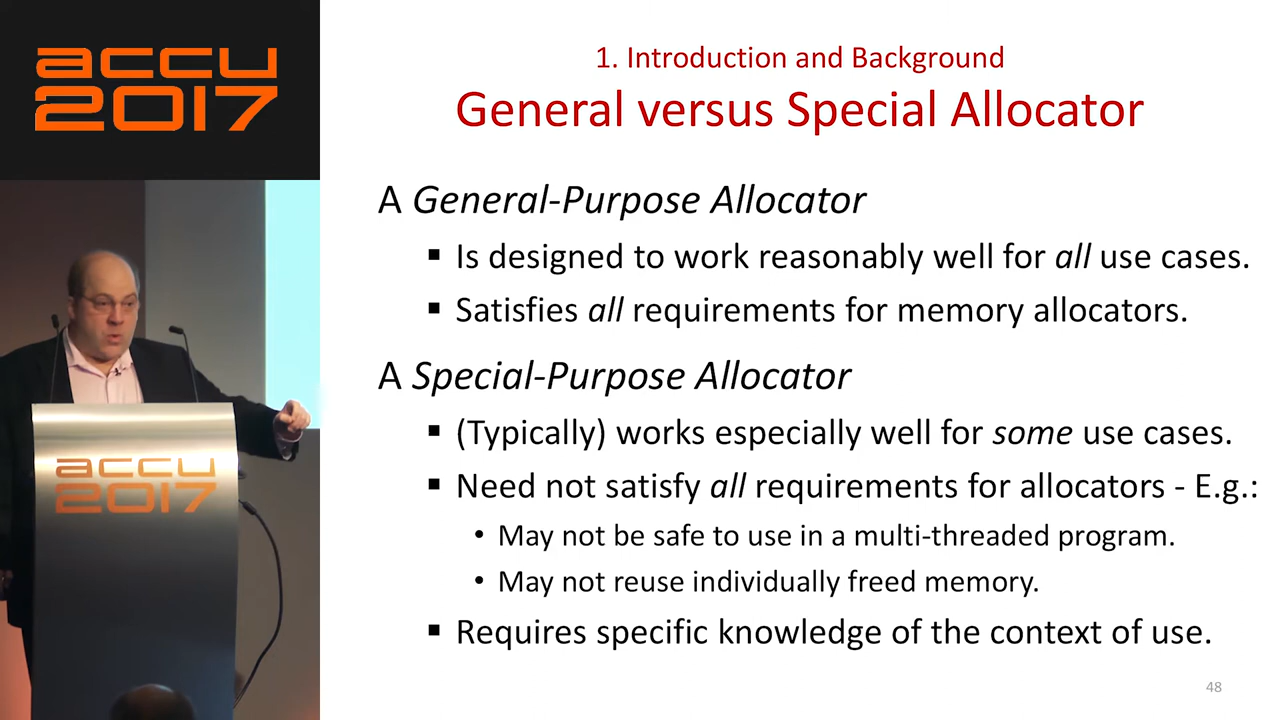 accu
2017
1. Introduction and Background
General versus Special Allocator
A General-Purpose Allocator
▪ Is designed to work reasonably well for all use cases.
▪ Satisfies all requirements for memory allocators.
A Special-Purpose Allocator
▪ (Typically) works especially well for some use cases.
▪ Need not satisfy all requirements for allocators - E.g.:
• May not be safe to use in a multi-threaded program.
• May not reuse individually freed memory.
▪ Requires specific knowledge of the context of use.
48
accu
2017